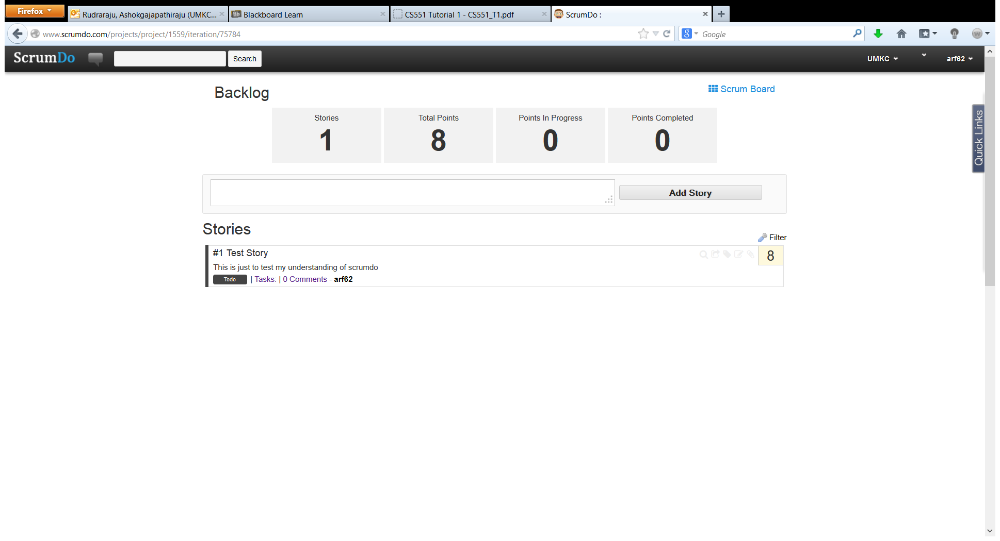 Firefox
Rudraraju, Ashokgajapathiraju (UMKC...
Blackboard Learn
CS551 Tutorial 1 - CS551_T1.pdf
ScrumDo :
www.scrumdo.com/projects/project/1559/iteration/75784
8 Google
ScrumDo
Search
UMKC
arf62
Backlog
Scrum Board
Stories
Total Points
Points In Progress
Points Completed
1
8
0
0
Quick Links
Add Story
Stories
Filter
#1 Test Story
8
This is just to test my understanding of scrumdo
Todo | Tasks: | 0 Comments - arf62